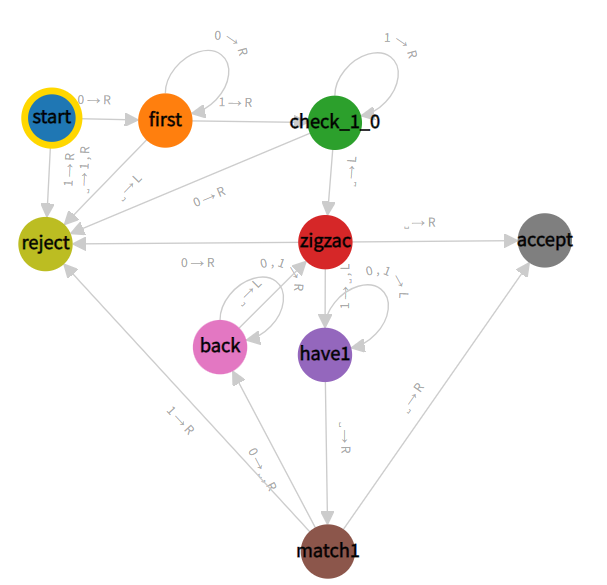 0 → R
1 → R
0 → R
1 → R
start
first
check_1_0
1 → R
␣ → 1,R
␣ → L
0 → R
␣ → L
␣ → R
reject
zigzac
accept
0 → R
0,1 → R
␣ → L
1 → ␣,L
0,1 → L
back
have1
1 → R
0 → ␣,R
␣ → R
␣ → R
match1